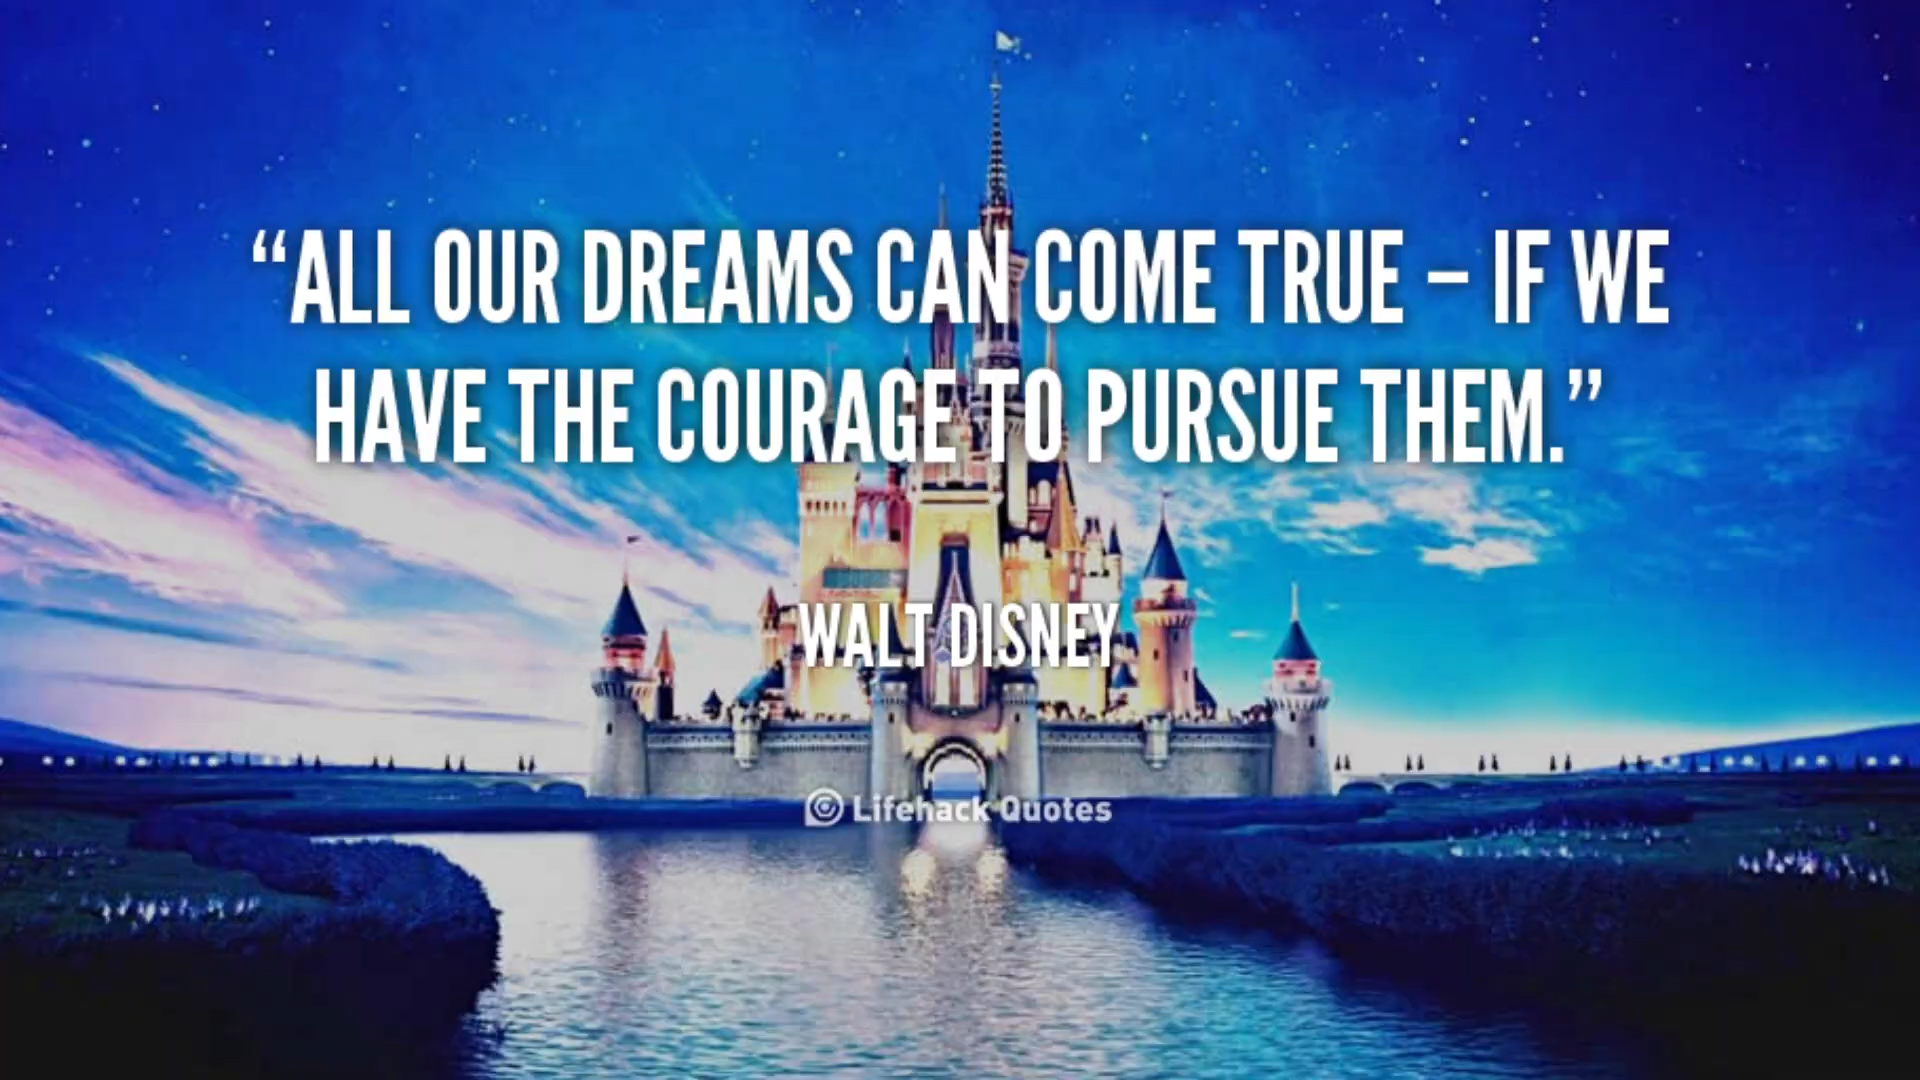 “ALL OUR DREAMS CAN COME TRUE – IF WE
HAVE THE COURAGE TO PURSUE THEM.”
WALT DISNEY
Lifehack Quotes